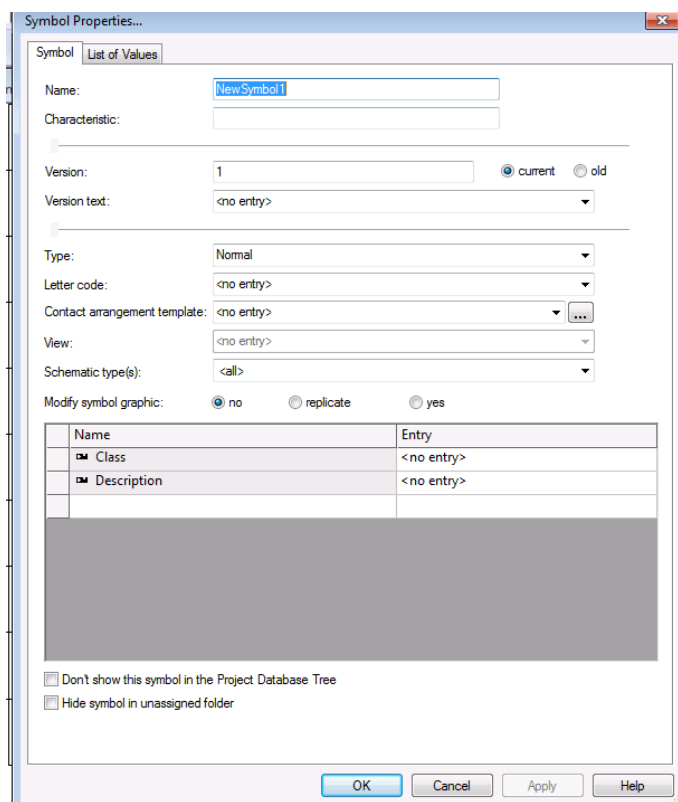 Symbol Properties...
Symbol List of Values
Name: NewSymbol1
Characteristic:
Version: 1 current old
Version text: <no entry>
Type: Normal
Letter code: <no entry>
Contact arrangement template: <no entry> ...
View: <no entry>
Schematic type(s): <all>
Modify symbol graphic: no replicate yes
Name Entry
Class <no entry>
Description <no entry>
Don't show this symbol in the Project Database Tree
Hide symbol in unassigned folder
OK Cancel Apply Help